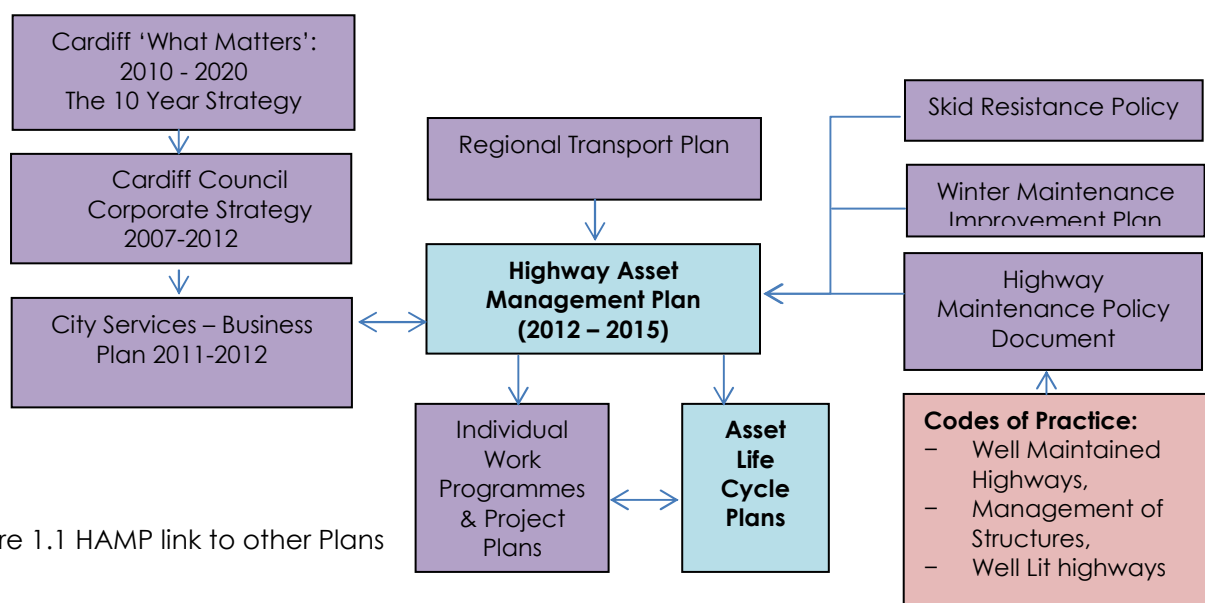 Cardiff ‘What Matters’:
2010 - 2020
The 10 Year Strategy
Cardiff Council
Corporate Strategy
2007-2012
City Services – Business
Plan 2011-2012
Regional Transport Plan
Highway Asset
Management Plan
(2012 – 2015)
Individual
Work
Programmes
& Project
Plans
Asset
Life
Cycle
Plans
Skid Resistance Policy
Winter Maintenance
Improvement Plan
Highway
Maintenance Policy
Document
Codes of Practice:
− Well Maintained
Highways,
− Management of
Structures,
− Well Lit highways
re 1.1 HAMP link to other Plans